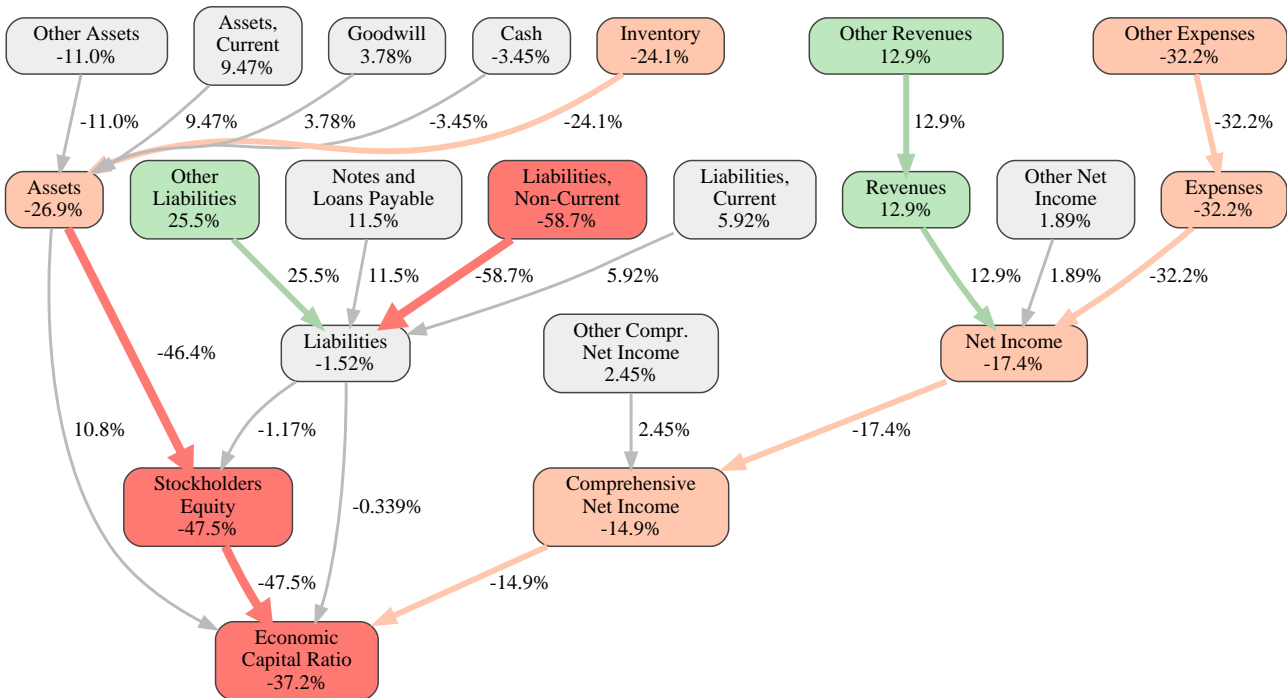 Other Assets
-11.0%
Assets,
Current
9.47%
Goodwill
3.78%
Cash
-3.45%
Inventory
-24.1%
Other Revenues
12.9%
Other Expenses
-32.2%
-11.0%
9.47%
3.78%
-3.45%
-24.1%
12.9%
-32.2%
Assets
-26.9%
Other
Liabilities
25.5%
Notes and
Loans Payable
11.5%
Liabilities,
Non-Current
-58.7%
Liabilities,
Current
5.92%
Revenues
12.9%
Other Net
Income
1.89%
Expenses
-32.2%
25.5%
11.5%
-58.7%
5.92%
12.9%
1.89%
-32.2%
Liabilities
-1.52%
Other Compr.
Net Income
2.45%
Net Income
-17.4%
-46.4%
10.8%
-1.17%
2.45%
-17.4%
Stockholders
Equity
-47.5%
-0.339%
Comprehensive
Net Income
-14.9%
-47.5%
-14.9%
Economic
Capital Ratio
-37.2%